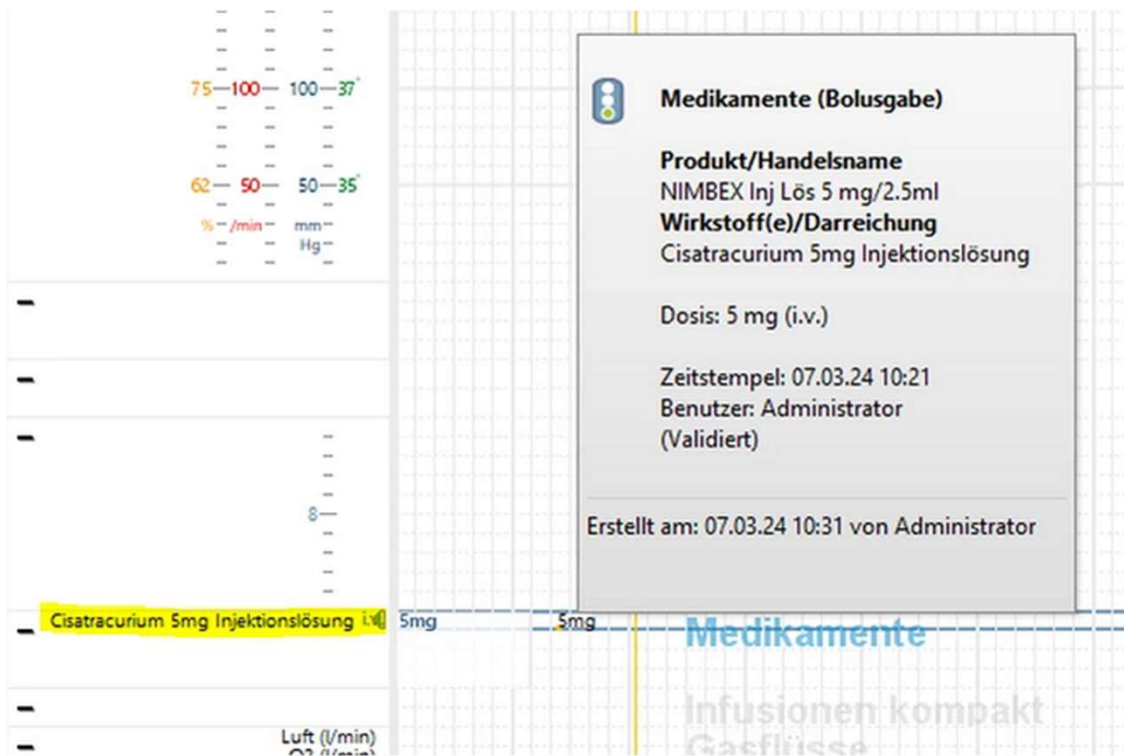 75 100 100 37°
62 50 50 35°
% /min mm
Hg
8
Cisatracurium 5mg Injektionslösung
5mg
5mg
Luft (l/min)
Medikamente (Bolusgabe)
Produkt/Handelsname
NIMBEX Inj Lös 5 mg/2.5ml
Wirkstoff(e)/Darreichung
Cisatracurium 5mg Injektionslösung
Dosis: 5 mg (i.v.)
Zeitstempel: 07.03.24 10:21
Benutzer: Administrator
(Validiert)
Erstellt am: 07.03.24 10:31 von Administrator
Medikamente
Infusionen kompakt
Gasflüsse